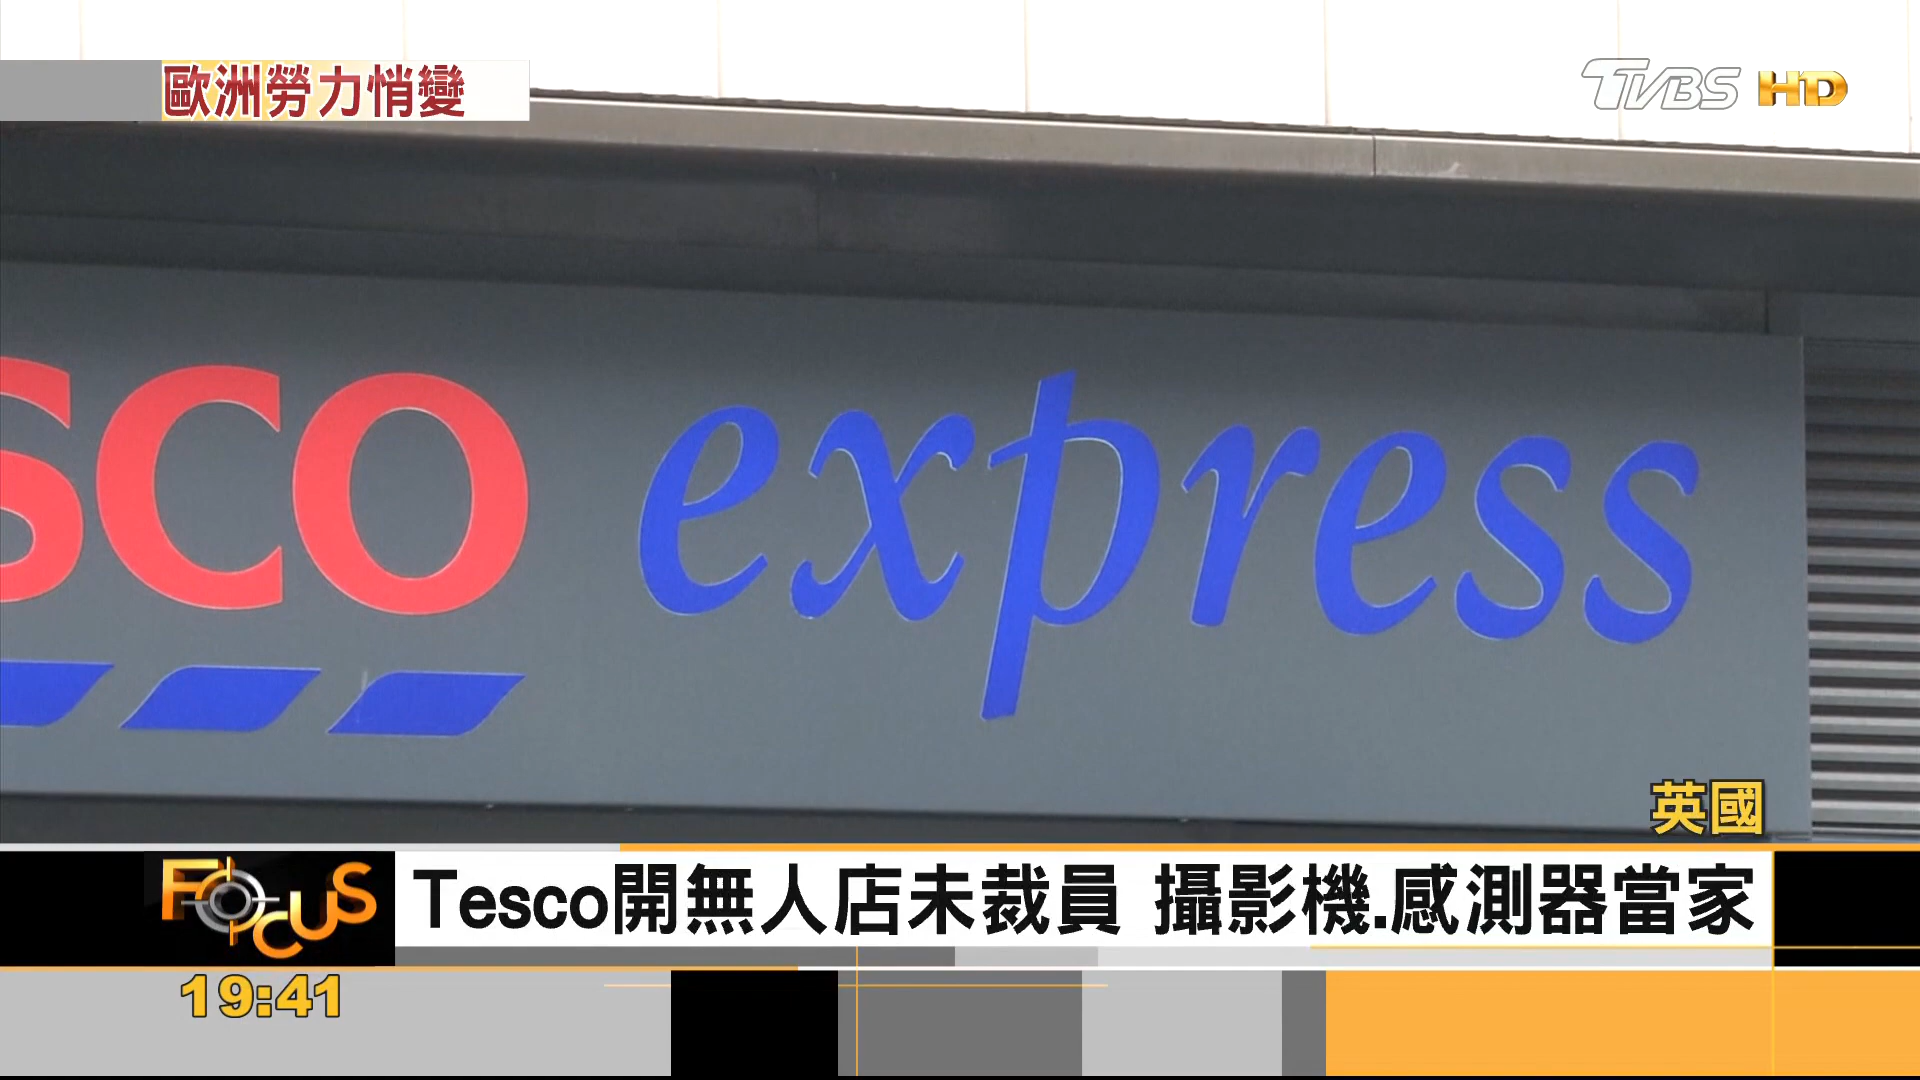 歐洲勞力悄變
TVBS HD
SCO express
英國
FOCUS
Tesco開無人店未裁員 攝影機.感測器當家
19:41